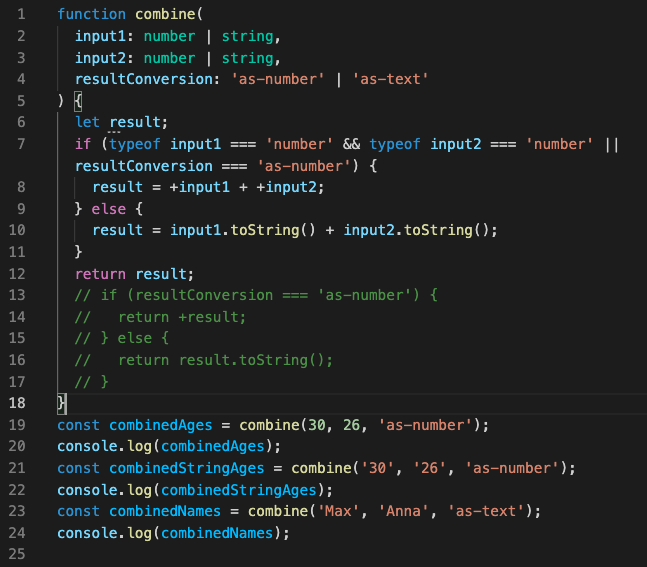 1 function combine(
2   input1: number | string,
3   input2: number | string,
4   resultConversion: 'as-number' | 'as-text'
5 ) {
6   let result;
7   if (typeof input1 === 'number' && typeof input2 === 'number' ||
  resultConversion === 'as-number') {
8     result = +input1 + +input2;
9   } else {
10     result = input1.toString() + input2.toString();
11   }
12   return result;
13   // if (resultConversion === 'as-number') {
14   //   return +result;
15   // } else {
16   //   return result.toString();
17   // }
18 }
19 const combinedAges = combine(30, 26, 'as-number');
20 console.log(combinedAges);
21 const combinedStringAges = combine('30', '26', 'as-number');
22 console.log(combinedStringAges);
23 const combinedNames = combine('Max', 'Anna', 'as-text');
24 console.log(combinedNames);
25